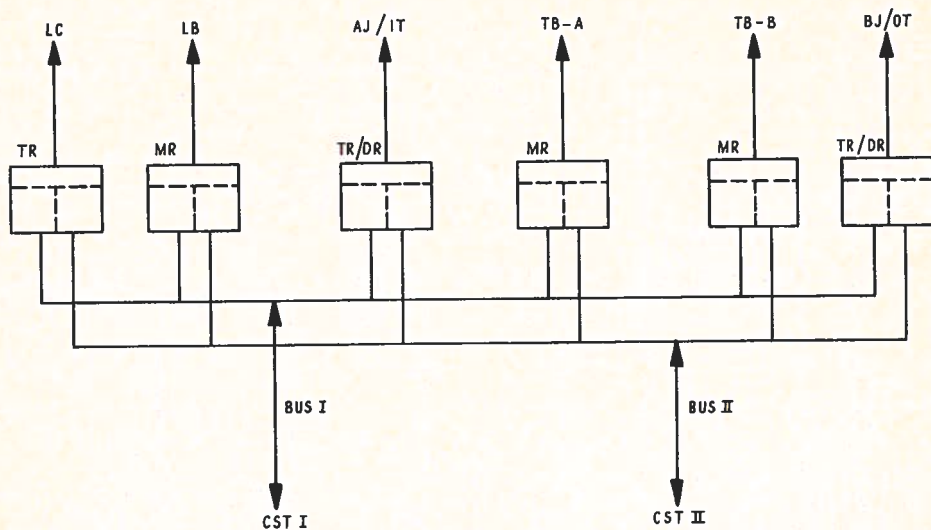 LC LB AJ/IT TB-A TB-B BJ/OT
TR MR TR/DR MR MR TR/DR
BUS I BUS II
CST I CST II